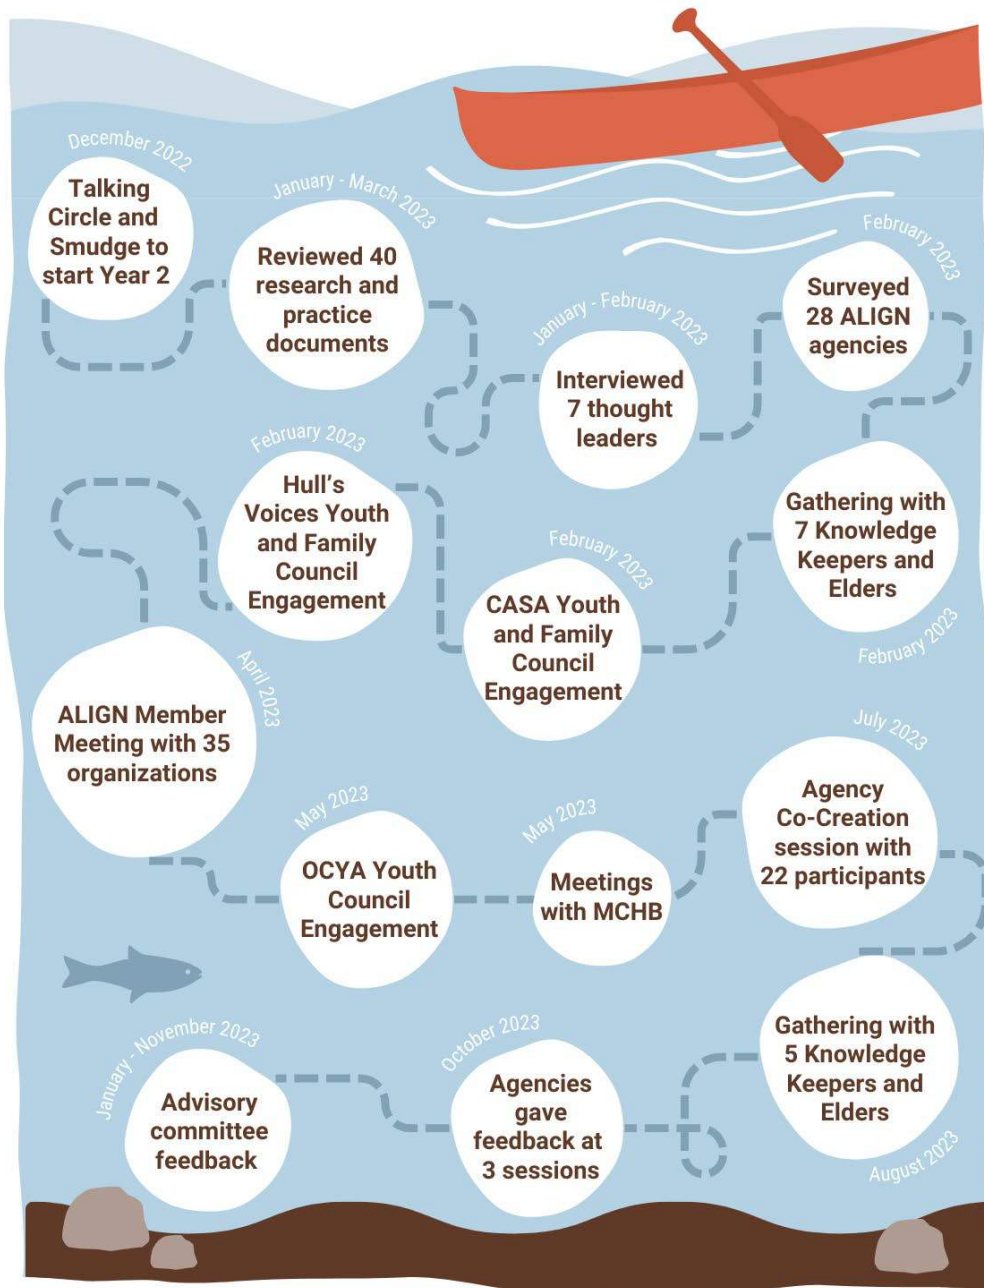 December 2022
Talking
Circle and
Smudge to
start Year 2
January - March 2023
Reviewed 40
research and
practice
documents
January - February 2023
Interviewed
7 thought
leaders
February 2023
Surveyed
28 ALIGN
agencies
Gathering with
7 Knowledge
Keepers and
Elders
February 2023
February 2023
CASA Youth
and Family
Council
Engagement
February 2023
Hull’s
Voices Youth
and Family
Council
Engagement
April 2023
ALIGN Member
Meeting with 35
organizations
May 2023
OCYA Youth
Council
Engagement
May 2023
Meetings
with MCHB
July 2023
Agency
Co-Creation
session with
22 participants
Gathering with
5 Knowledge
Keepers and
Elders
August 2023
October 2023
Agencies
gave
feedback at
3 sessions
January - November 2023
Advisory
committee
feedback